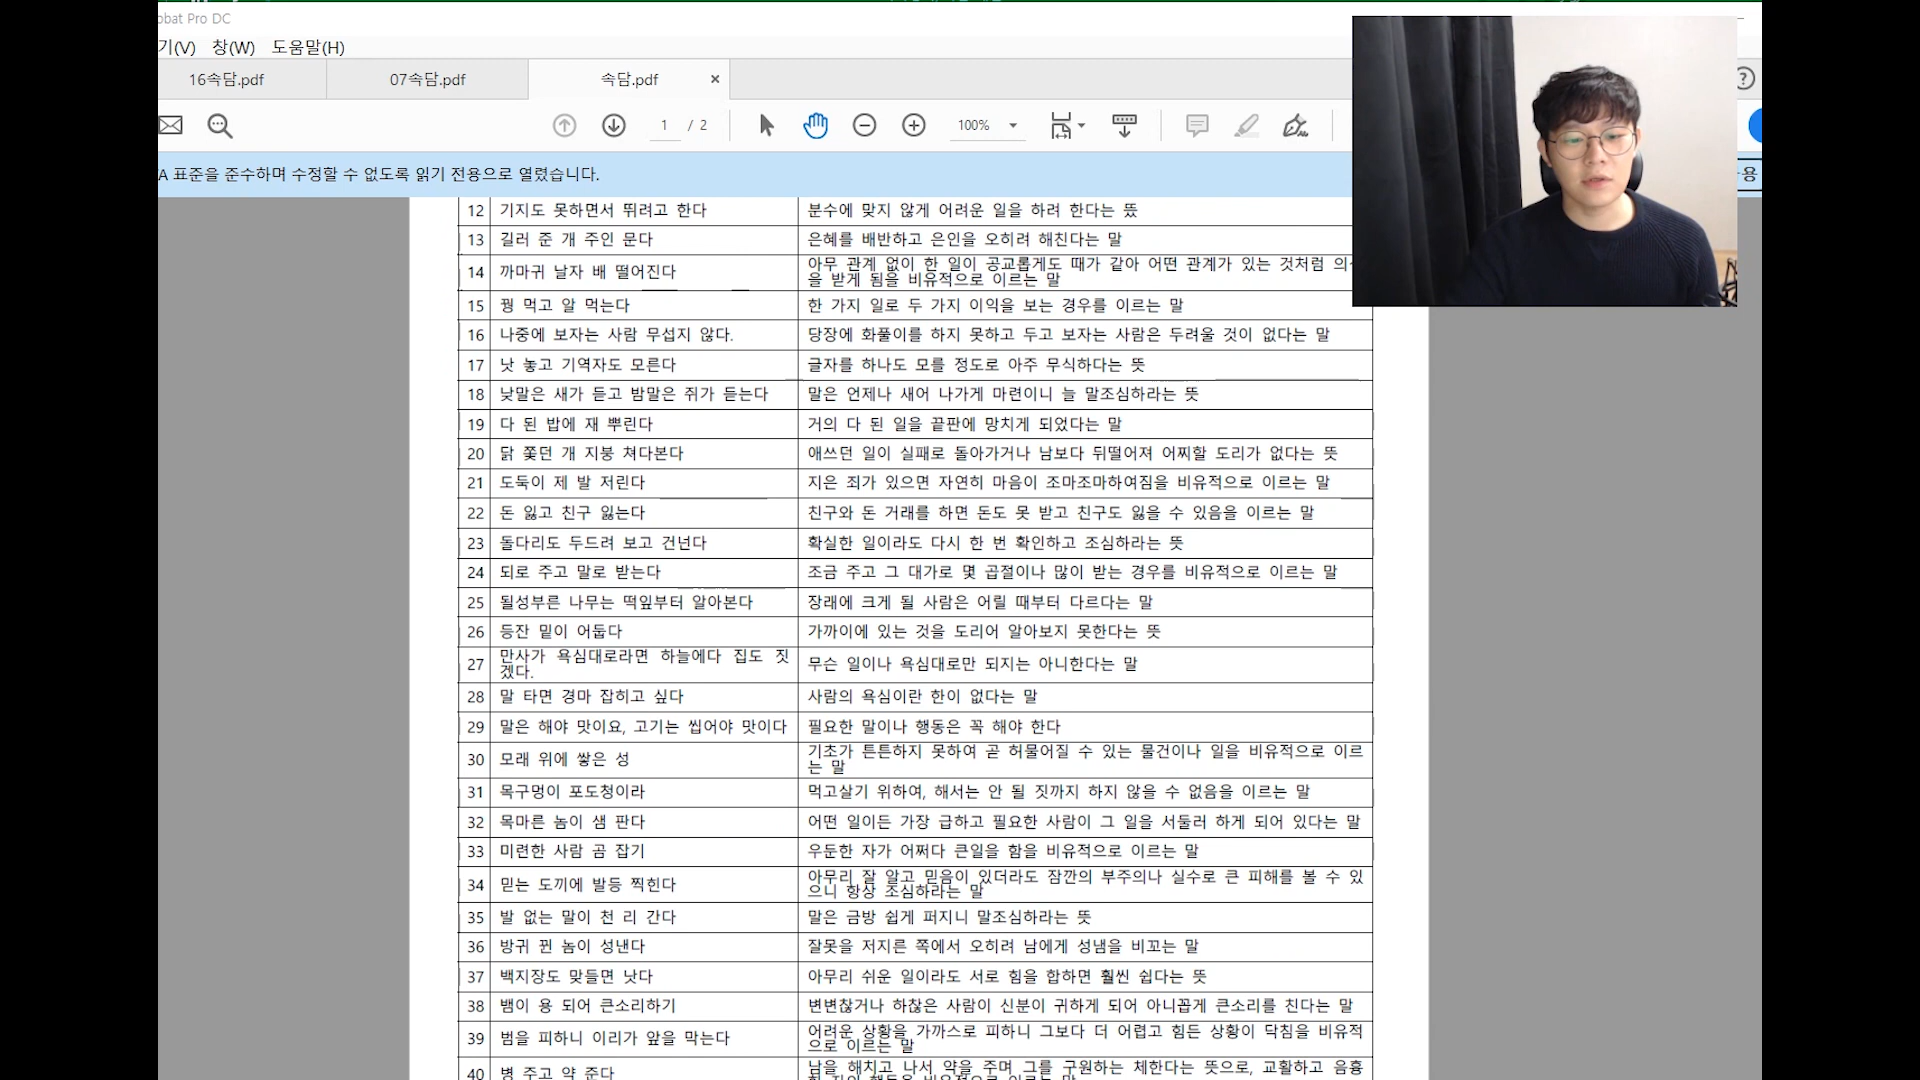 obat Pro DC
기(V) 창(W) 도움말(H)
16속담.pdf 07속담.pdf 속담.pdf ×
1 / 2 100%
A 표준을 준수하며 수정할 수 없도록 읽기 전용으로 열렸습니다.
용
12 기지도 못하면서 뛰려고 한다 분수에 맞지 않게 어려운 일을 하려 한다는 뜼
13 길러 준 개 주인 문다 은혜를 배반하고 은인을 오히려 해친다는 말
14 까마귀 날자 배 떨어진다 아무 관계 없이 한 일이 공교롭게도 때가 같아 어떤 관계가 있는 것처럼 의
을 받게 됨을 비유적으로 이르는 말
15 꿩 먹고 알 먹는다 한 가지 일로 두 가지 이익을 보는 경우를 이르는 말
16 나중에 보자는 사람 무섭지 않다. 당장에 화풀이를 하지 못하고 두고 보자는 사람은 두려울 것이 없다는 말
17 낫 놓고 기역자도 모른다 글자를 하나도 모를 정도로 아주 무식하다는 뜻
18 낮말은 새가 듣고 밤말은 쥐가 듣는다 말은 언제나 새어 나가게 마련이니 늘 말조심하라는 뜻
19 다 된 밥에 재 뿌린다 거의 다 된 일을 끝판에 망치게 되었다는 말
20 닭 쫓던 개 지붕 쳐다본다 애쓰던 일이 실패로 돌아가거나 남보다 뒤떨어져 어찌할 도리가 없다는 뜻
21 도둑이 제 발 저린다 지은 죄가 있으면 자연히 마음이 조마조마하여짐을 비유적으로 이르는 말
22 돈 잃고 친구 잃는다 친구와 돈 거래를 하면 돈도 못 받고 친구도 잃을 수 있음을 이르는 말
23 돌다리도 두드려 보고 건넌다 확실한 일이라도 다시 한 번 확인하고 조심하라는 뜻
24 되로 주고 말로 받는다 조금 주고 그 대가로 몇 곱절이나 많이 받는 경우를 비유적으로 이르는 말
25 될성부른 나무는 떡잎부터 알아본다 장래에 크게 될 사람은 어릴 때부터 다르다는 말
26 등잔 밑이 어둡다 가까이에 있는 것을 도리어 알아보지 못한다는 뜻
27 만사가 욕심대로라면 하늘에다 집도 짓
겠다. 무슨 일이나 욕심대로만 되지는 아니한다는 말
28 말 타면 경마 잡히고 싶다 사람의 욕심이란 한이 없다는 말
29 말은 해야 맛이요, 고기는 씹어야 맛이다 필요한 말이나 행동은 꼭 해야 한다
30 모래 위에 쌓은 성 기초가 튼튼하지 못하여 곧 허물어질 수 있는 물건이나 일을 비유적으로 이르
는 말
31 목구멍이 포도청이라 먹고살기 위하여, 해서는 안 될 짓까지 하지 않을 수 없음을 이르는 말
32 목마른 놈이 샘 판다 어떤 일이든 가장 급하고 필요한 사람이 그 일을 서둘러 하게 되어 있다는 말
33 미련한 사람 곰 잡기 우둔한 자가 어쩌다 큰일을 함을 비유적으로 이르는 말
34 믿는 도끼에 발등 찍힌다 아무리 잘 알고 믿음이 있더라도 잠깐의 부주의나 실수로 큰 피해를 볼 수 있
으니 항상 조심하라는 말
35 발 없는 말이 천 리 간다 말은 금방 쉽게 퍼지니 말조심하라는 뜻
36 방귀 뀐 놈이 성낸다 잘못을 저지른 쪽에서 오히려 남에게 성냄을 비꼬는 말
37 백지장도 맞들면 낫다 아무리 쉬운 일이라도 서로 힘을 합하면 훨씬 쉽다는 뜻
38 뱀이 용 되어 큰소리하기 변변찮거나 하찮은 사람이 신분이 귀하게 되어 아니꼽게 큰소리를 친다는 말
39 범을 피하니 이리가 앞을 막는다 어려운 상황을 가까스로 피하니 그보다 더 어렵고 힘든 상황이 닥침을 비유적
으로 이르는 말
40 병 주고 약 준다 남을 해치고 나서 약을 주며 그를 구원하는 체한다는 뜻으로, 교활하고 음흉